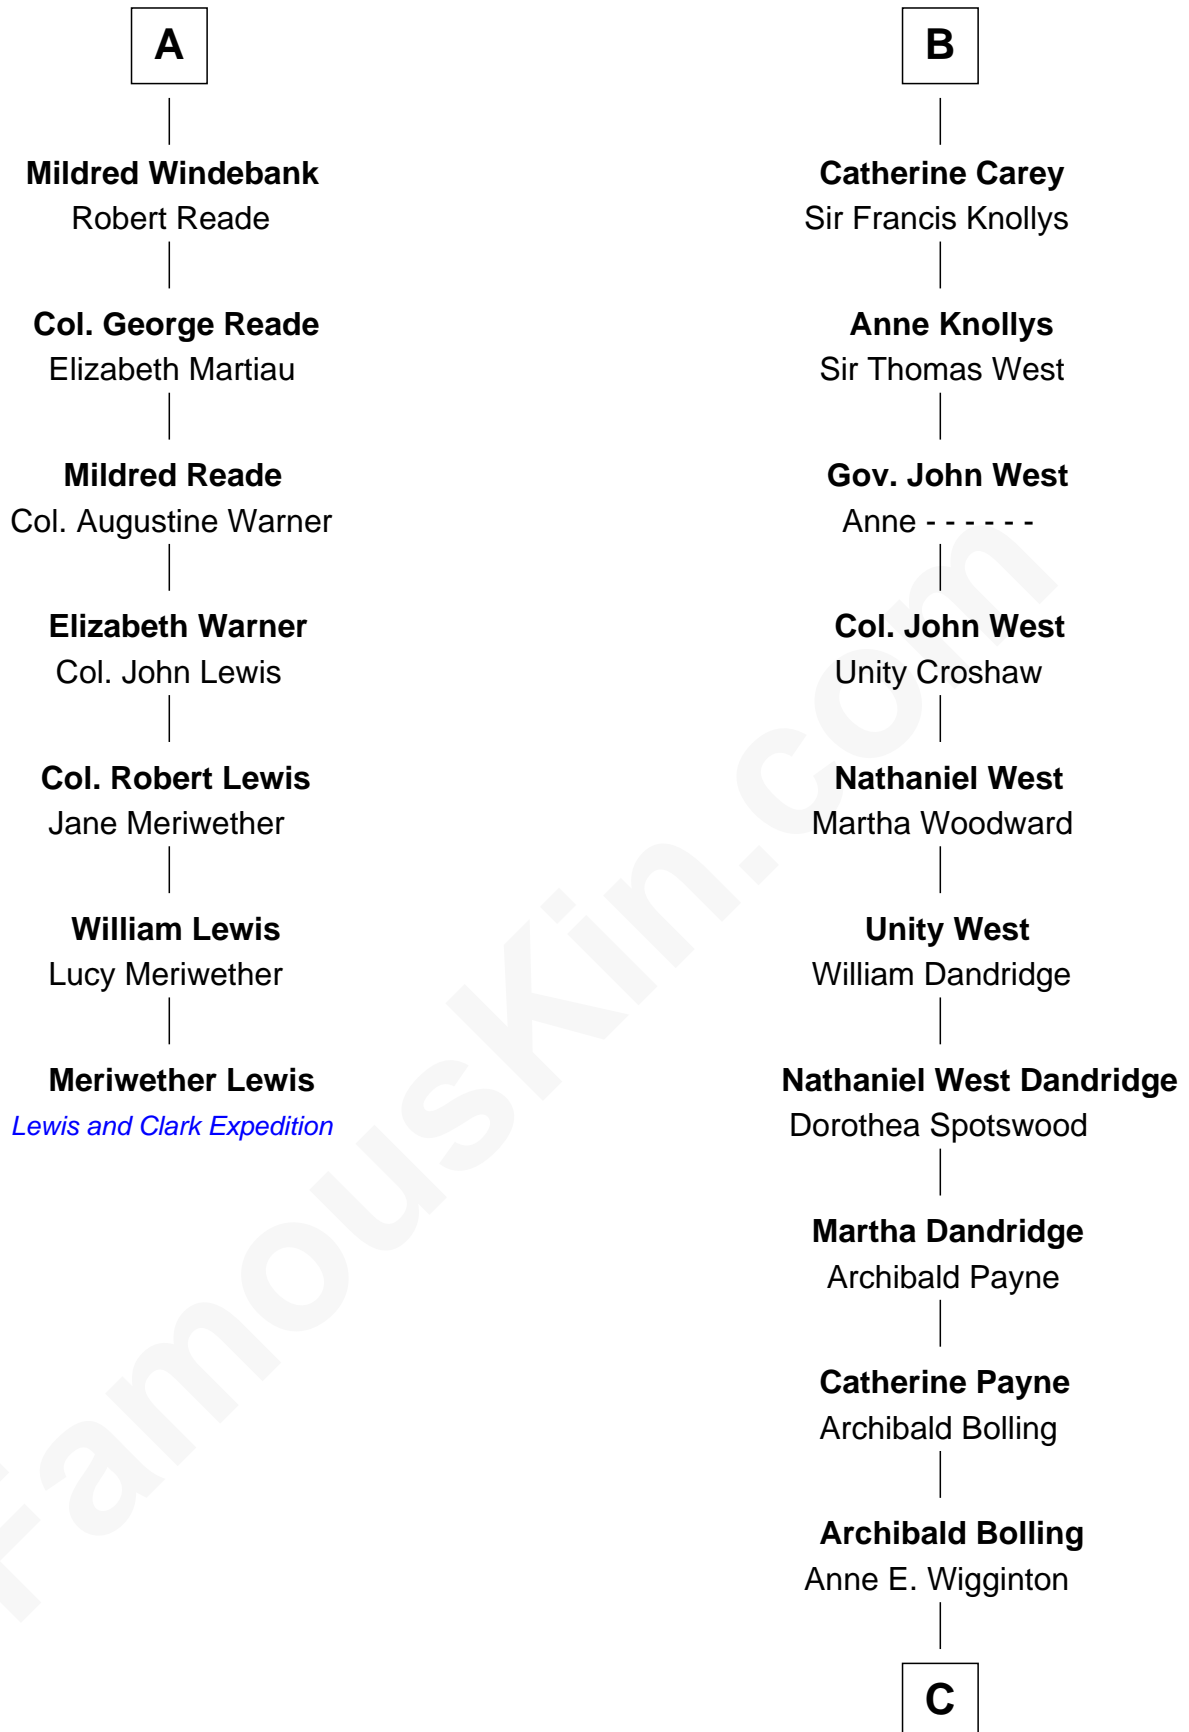 A
Mildred Windebank
Robert Reade
Col. George Reade
Elizabeth Martiau
Mildred Reade
Col. Augustine Warner
Elizabeth Warner
Col. John Lewis
Col. Robert Lewis
Jane Meriwether
William Lewis
Lucy Meriwether
Meriwether Lewis
Lewis and Clark Expedition
B
Catherine Carey
Sir Francis Knollys
Anne Knollys
Sir Thomas West
Gov. John West
Anne - - - - - -
Col. John West
Unity Croshaw
Nathaniel West
Martha Woodward
Unity West
William Dandridge
Nathaniel West Dandridge
Dorothea Spotswood
Martha Dandridge
Archibald Payne
Catherine Payne
Archibald Bolling
Archibald Bolling
Anne E. Wigginton
C
FamousKin.com